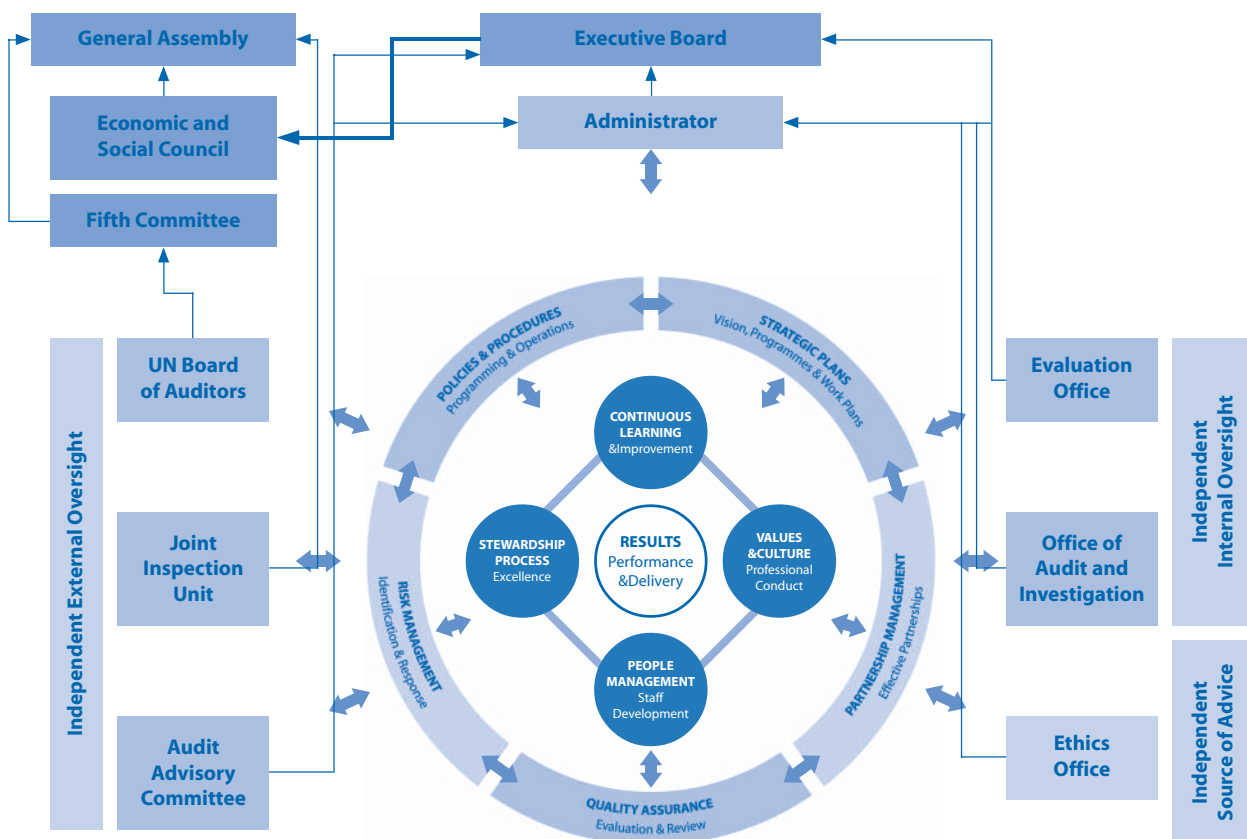 General Assembly
Executive Board
Economic and
Social Council
Administrator
Fifth Committee
Independent External Oversight
UN Board
of Auditors
Joint
Inspection
Unit
Audit
Advisory
Committee
POLICIES & PROCEDURES
Programming & Operations
STRATEGIC PLANS
Vision, Programmes & Work Plans
RISK MANAGEMENT
Identification & Response
PARTNERSHIP MANAGEMENT
Effective Partnerships
QUALITY ASSURANCE
Evaluation & Review
CONTINUOUS
LEARNING
&Improvement
STEWARDSHIP
PROCESS
Excellence
RESULTS
Performance
&Delivery
VALUES
&CULTURE
Professional
Conduct
PEOPLE
MANAGEMENT
Staff
Development
Evaluation
Office
Office of
Audit and
Investigation
Ethics
Office
Independent
Internal Oversight
Independent
Source of Advice